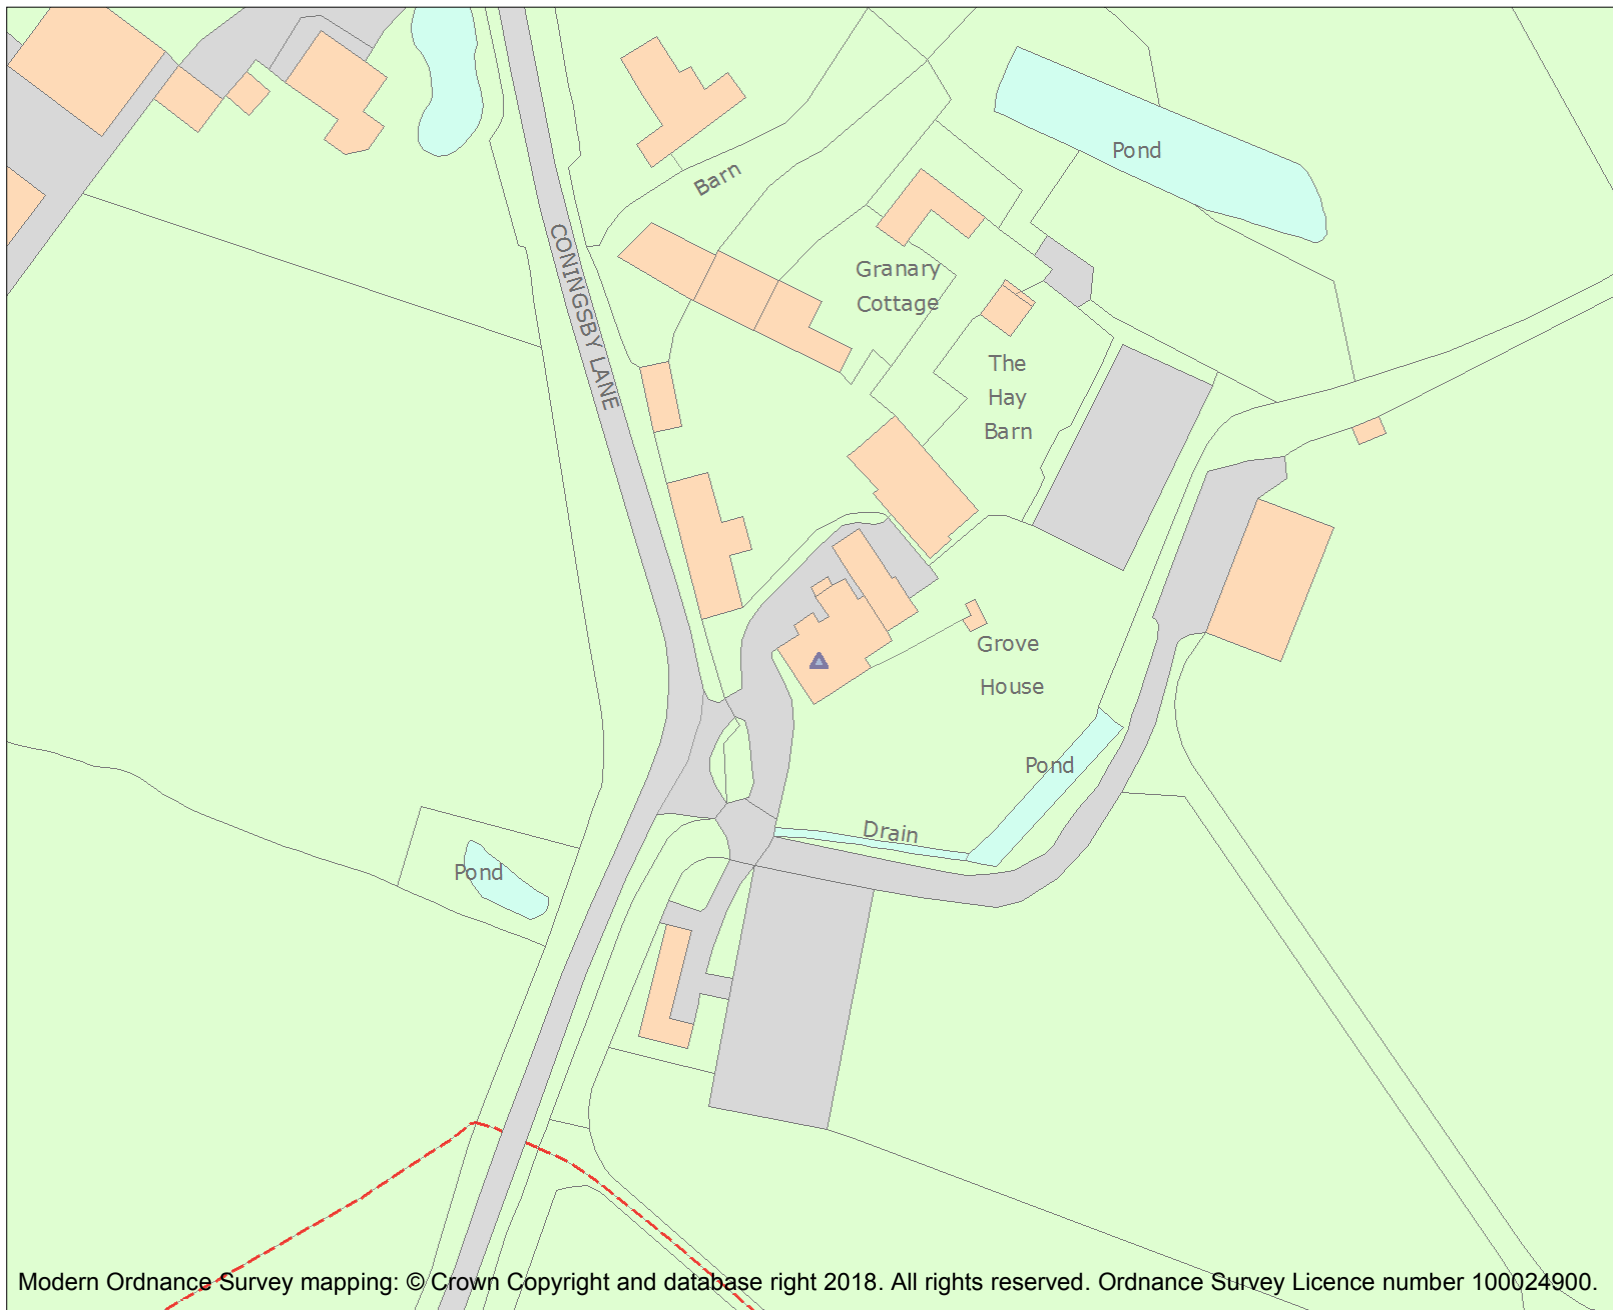 Pond
Barn
CONINGSBY LANE
Granary
Cottage
The
Hay
Barn
Grove
House
Pond
Drain
Pond
Modern Ordnance Survey mapping: © Crown Copyright and database right 2018. All rights reserved. Ordnance Survey Licence number 100024900.